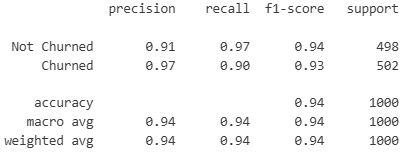 precision recall f1-score support
Not Churned 0.91 0.97 0.94 498
Churned 0.97 0.90 0.93 502
accuracy 0.94 1000
macro avg 0.94 0.94 0.94 1000
weighted avg 0.94 0.94 0.94 1000